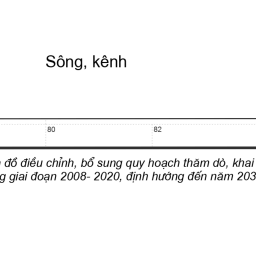 Sông, kênh
80 82
đồ điều chỉnh, bổ sung quy hoạch thăm dò, khai
giai đoạn 2008- 2020, định hướng đến năm 203